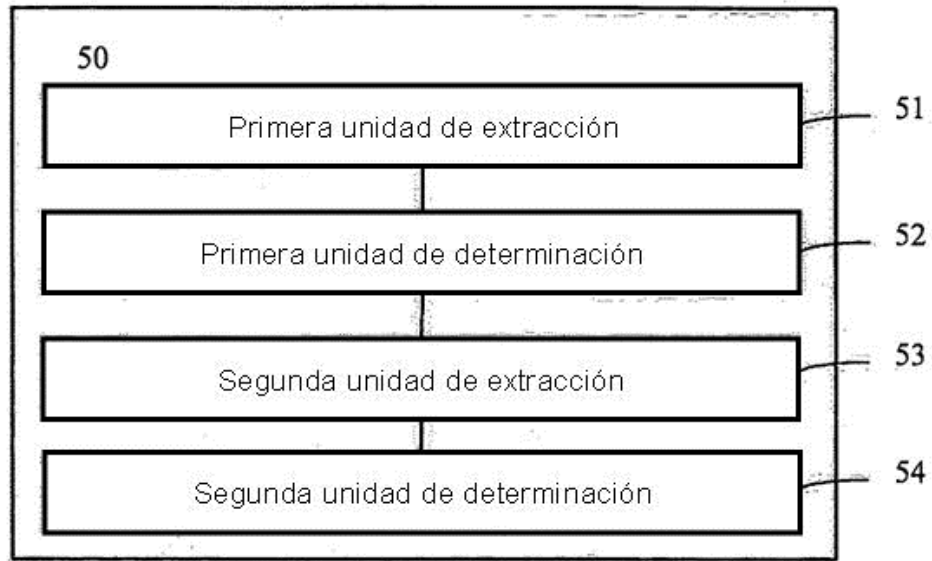 50
Primera unidad de extracción 51
Primera unidad de determinación 52
Segunda unidad de extracción 53
Segunda unidad de determinación 54